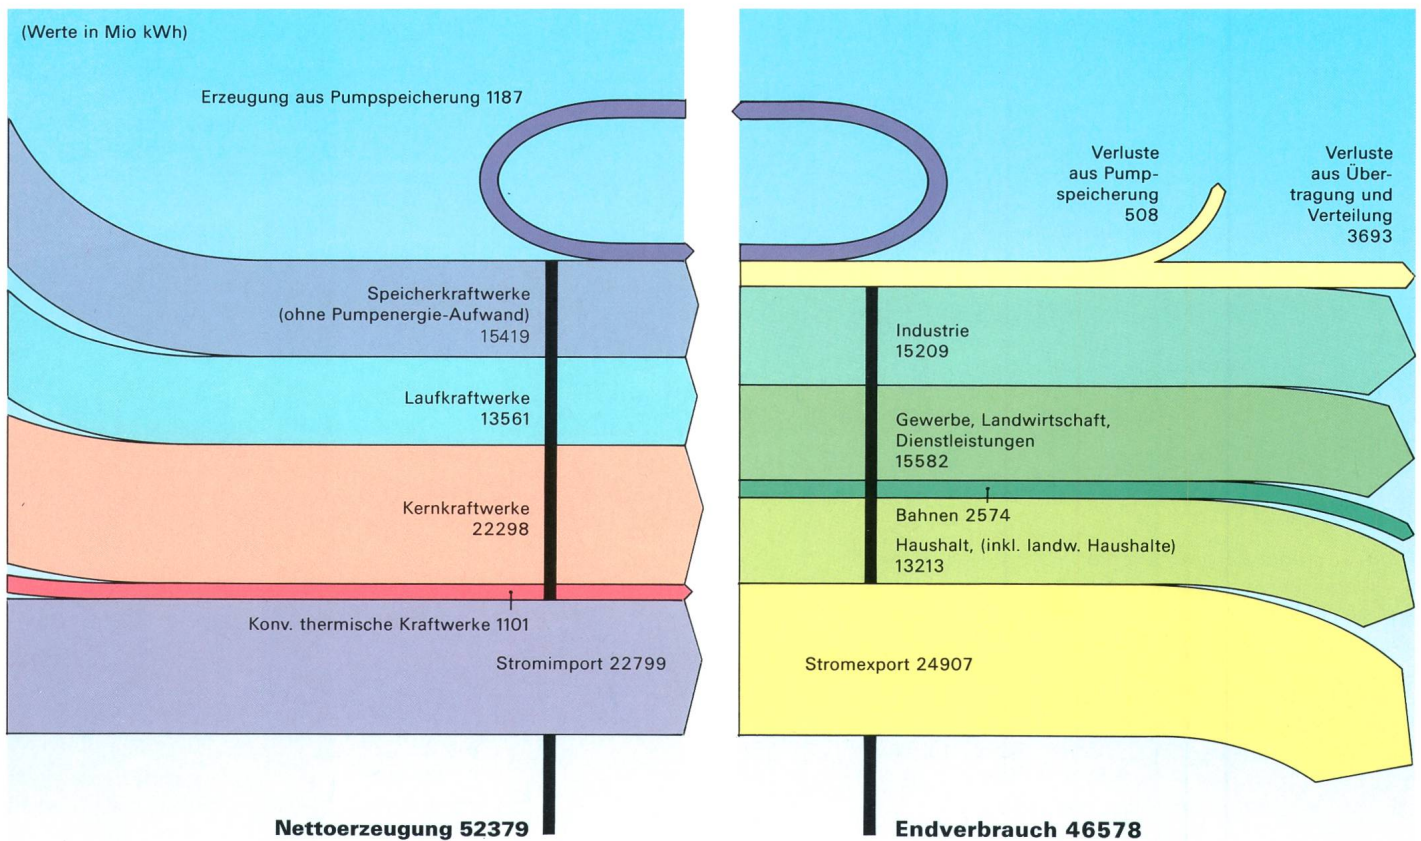 (Werte in Mio kWh)
Erzeugung aus Pumpspeicherung 1187
Speicherkraftwerke
(ohne Pumpenergie-Aufwand)
15419
Laufkraftwerke
13561
Kernkraftwerke
22298
Konv. thermische Kraftwerke 1101
Stromimport 22799
Nettoerzeugung 52379
Verluste
aus Pump-
speicherung
508
Verluste
aus Über-
tragung und
Verteilung
3693
Industrie
15209
Gewerbe, Landwirtschaft,
Dienstleistungen
15582
Bahnen 2574
Haushalt, (inkl. landw. Haushalte)
13213
Stromexport 24907
Endverbrauch 46578